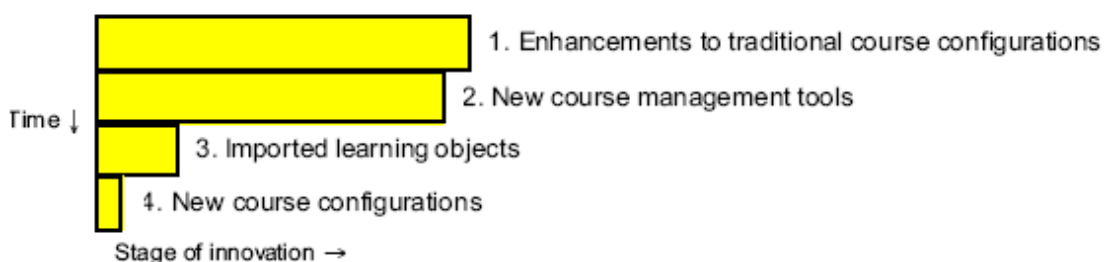 1. Enhancements to traditional course configurations
2. New course management tools
Time ↓
3. Imported learning objects
4. New course configurations
Stage of innovation →